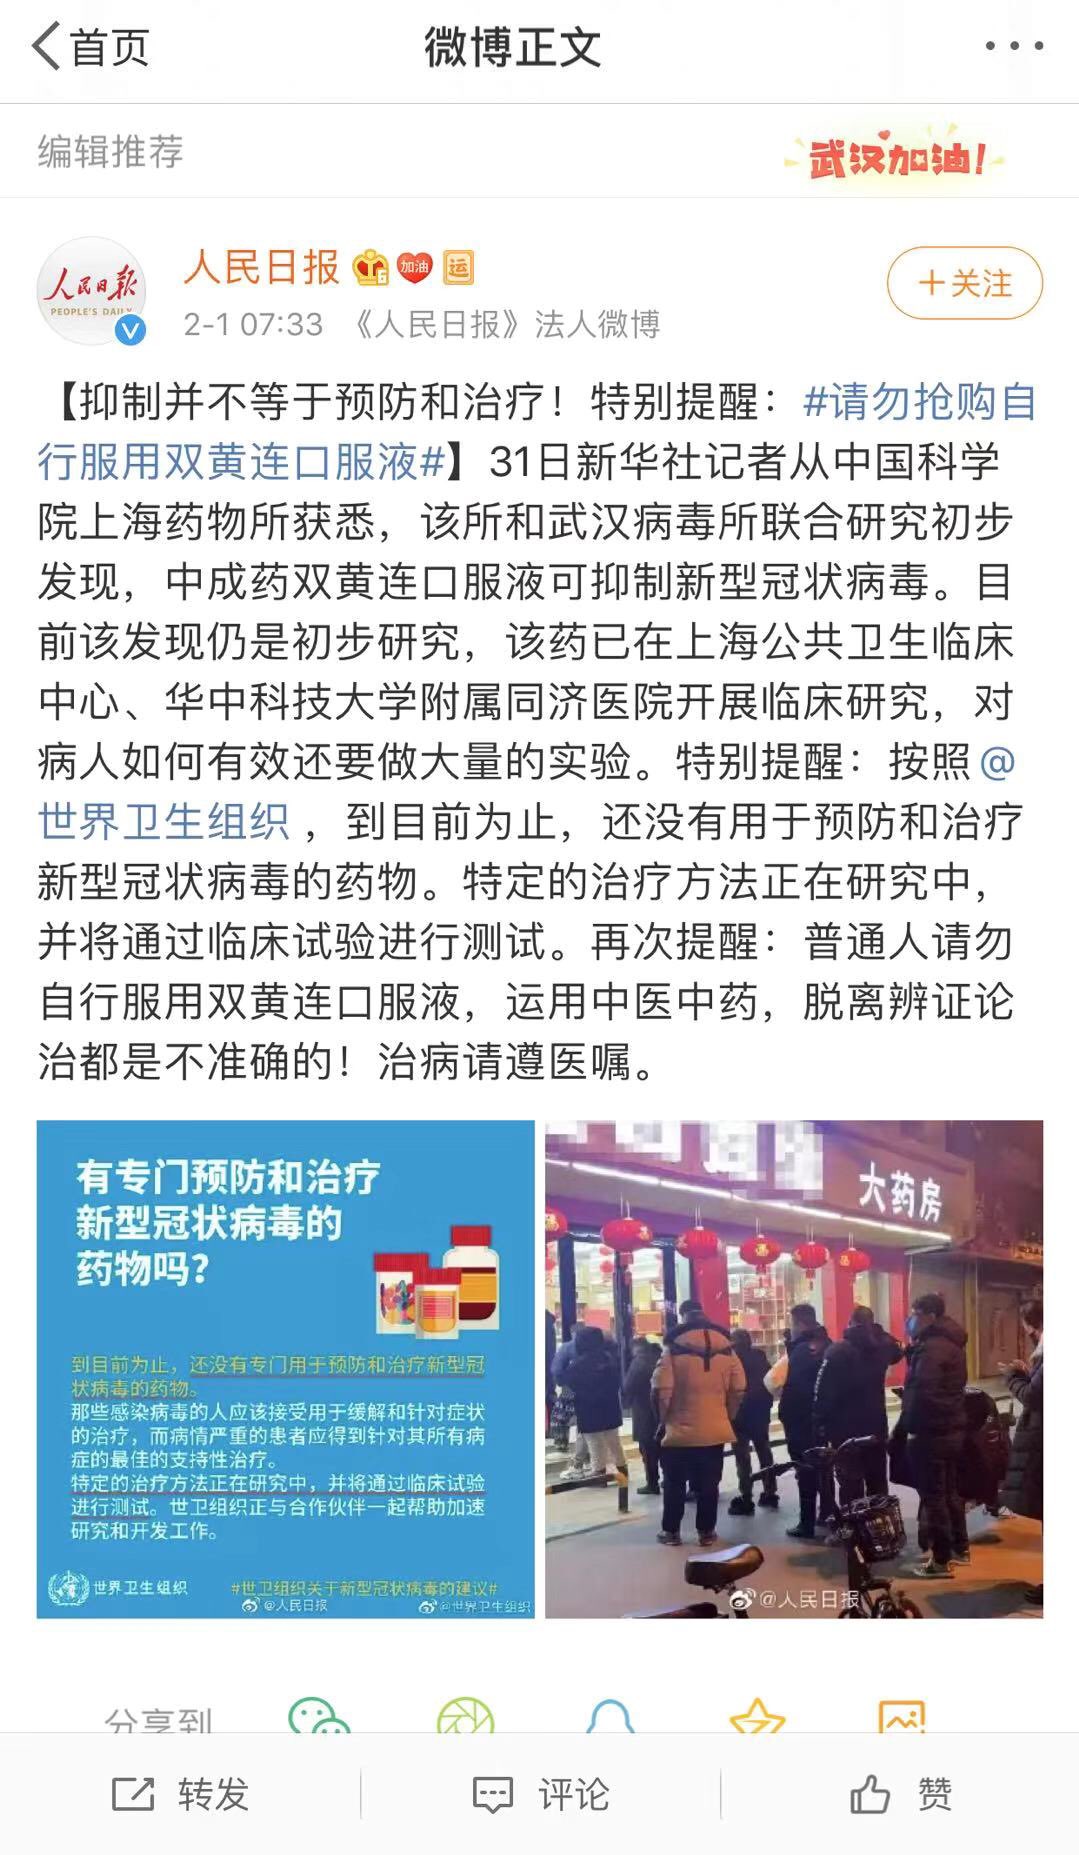 首页
微博正文
编辑推荐
武汉加油!
人民日报
PEOPLE'S DAILY
人民日报 6 加油 运
+关注
2-1 07:33 《人民日报》法人微博
【抑制并不等于预防和治疗！特别提醒：#请勿抢购自
行服用双黄连口服液#】31日新华社记者从中国科学
院上海药物所获悉，该所和武汉病毒所联合研究初步
发现，中成药双黄连口服液可抑制新型冠状病毒。目
前该发现仍是初步研究，该药已在上海公共卫生临床
中心、华中科技大学附属同济医院开展临床研究，对
病人如何有效还要做大量的实验。特别提醒：按照@
世界卫生组织 ，到目前为止，还没有用于预防和治疗
新型冠状病毒的药物。特定的治疗方法正在研究中，
并将通过临床试验进行测试。再次提醒：普通人请勿
自行服用双黄连口服液，运用中医中药，脱离辨证论
治都是不准确的！治病请遵医嘱。
有专门预防和治疗
新型冠状病毒的
药物吗?
到目前为止，还没有专门用于预防和治疗新型冠
状病毒的药物。
那些感染病毒的人应该接受用于缓解和针对症状
的治疗，而病情严重的患者应得到针对其所有病
症的最佳的支持性治疗。
特定的治疗方法正在研究中，并将通过临床试验
进行测试。世卫组织正与合作伙伴一起帮助加速
研究和开发工作。
世界卫生组织
#世卫组织关于新型冠状病毒的建议#
@人民日报
@世界卫生组织
大药房
@人民日报
分享到
转发
评论
赞